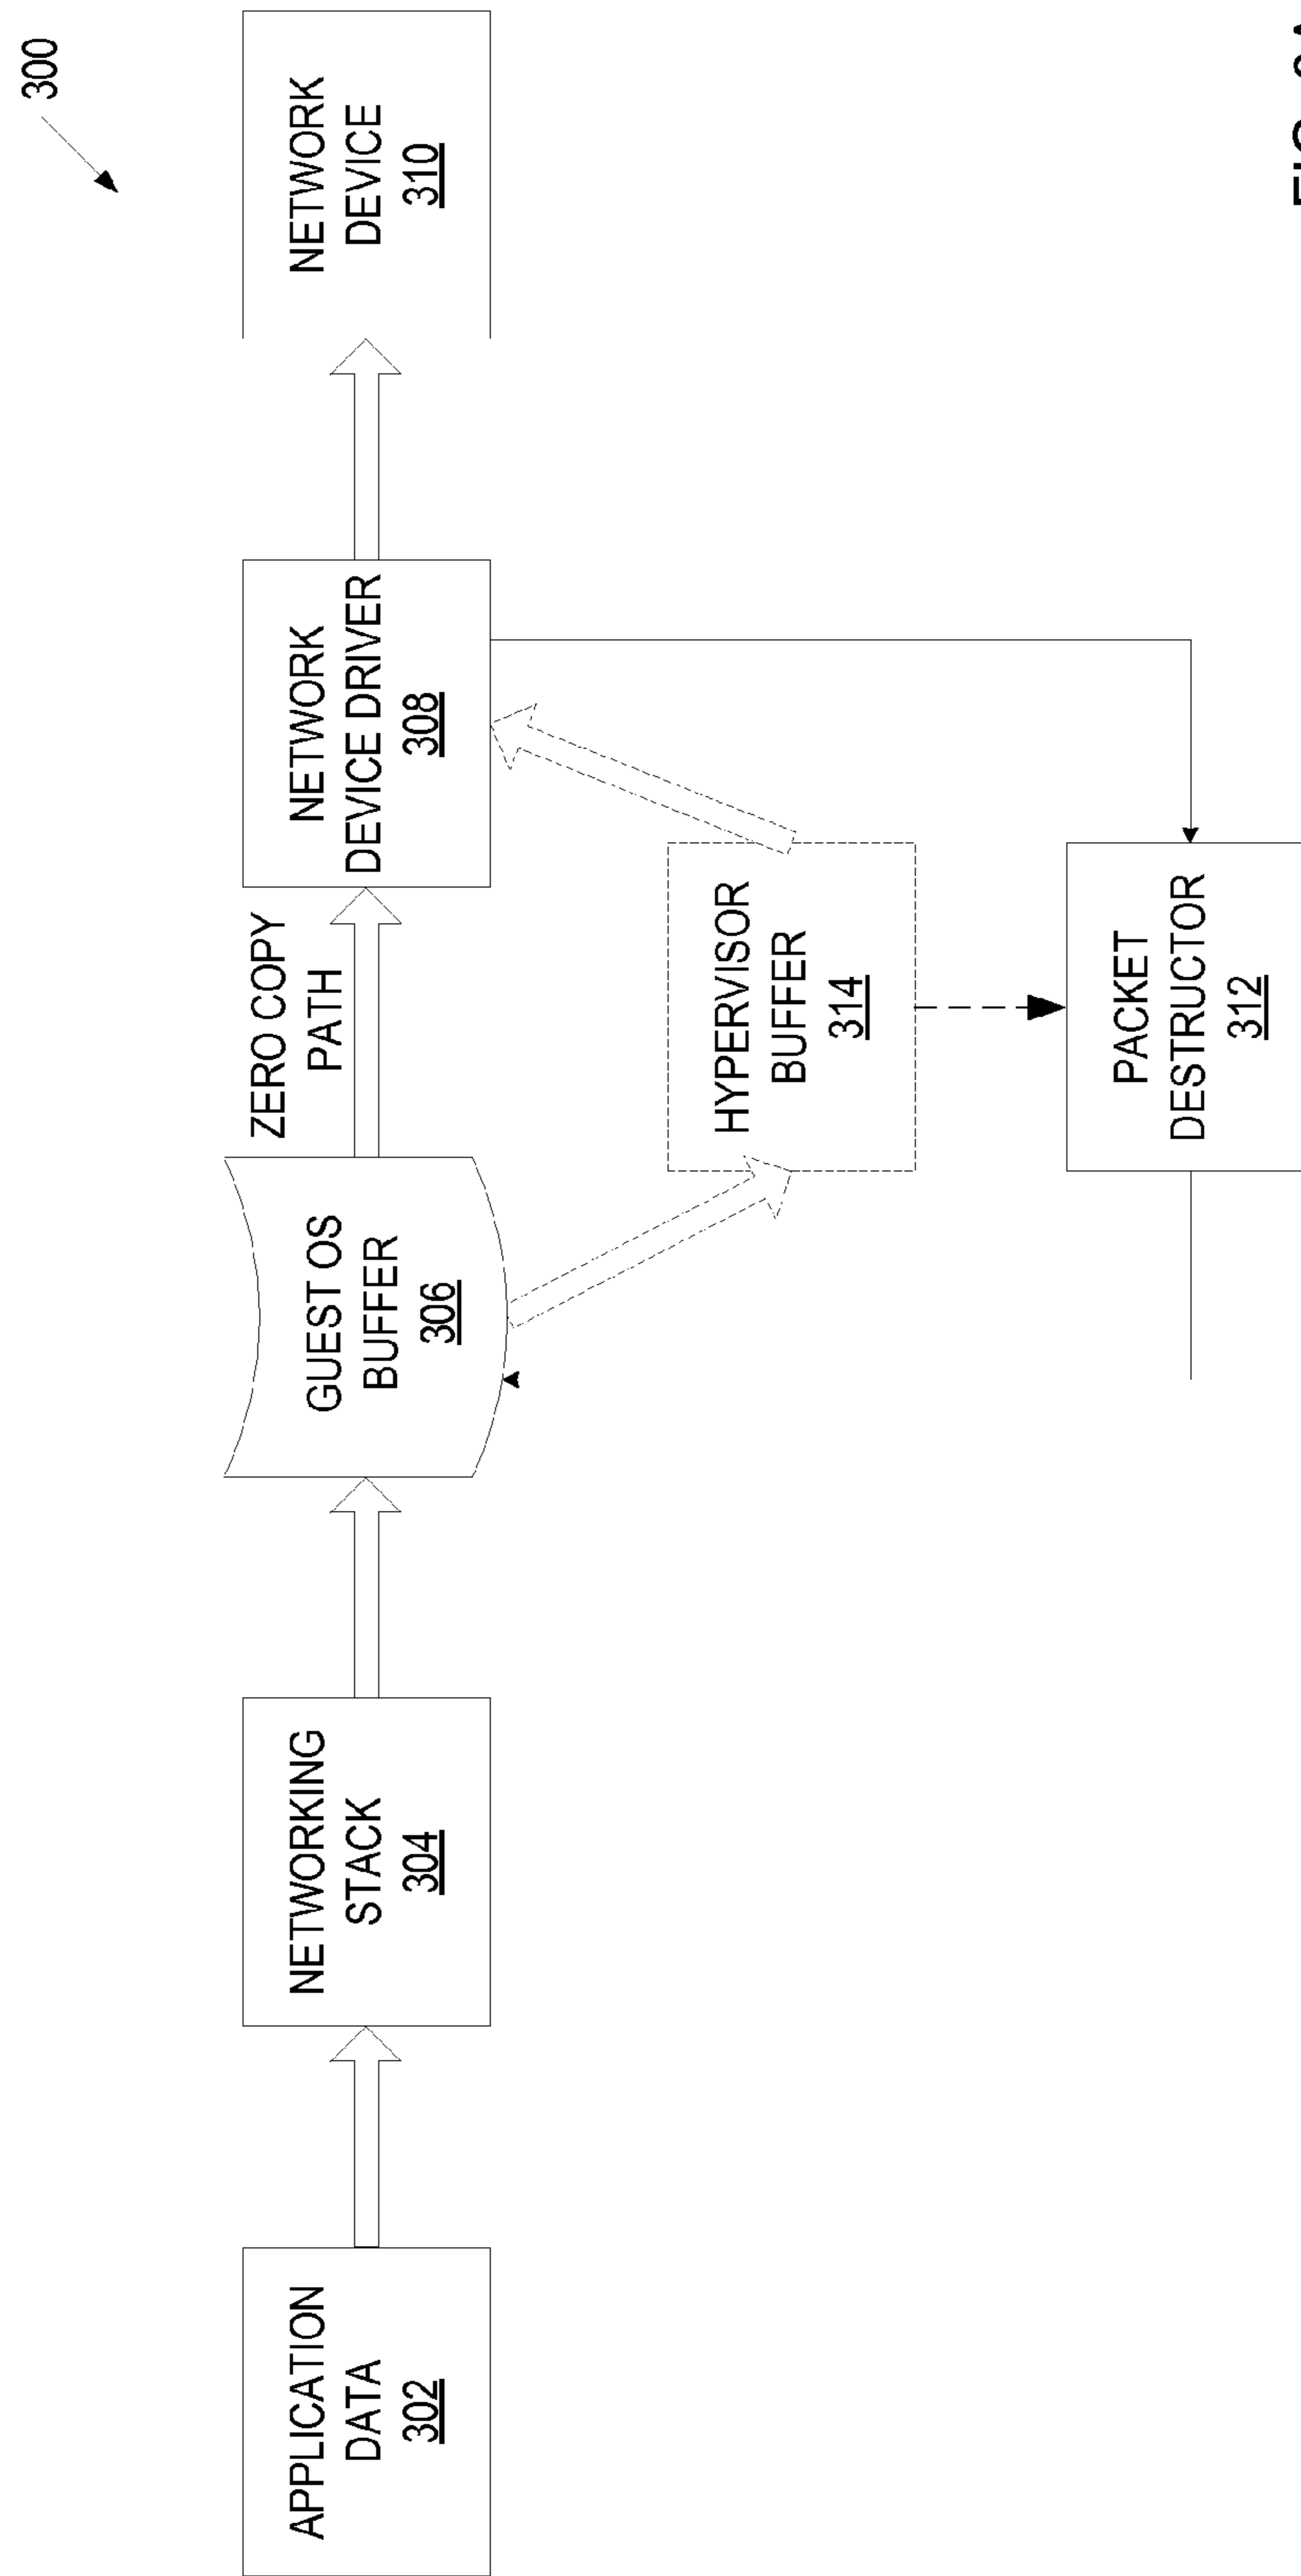 300
APPLICATION
DATA
302
NETWORKING
STACK
304
GUEST OS
BUFFER
306
ZERO COPY
PATH
NETWORK
DEVICE DRIVER
308
NETWORK
DEVICE
310
HYPERVISOR
BUFFER
314
PACKET
DESTRUCTOR
312
FIG.